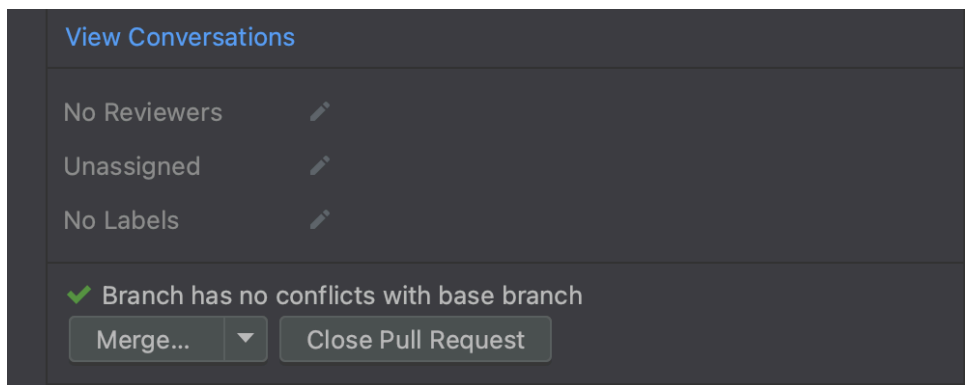 View Conversations
No Reviewers
Unassigned
No Labels
Branch has no conflicts with base branch
Merge... Close Pull Request